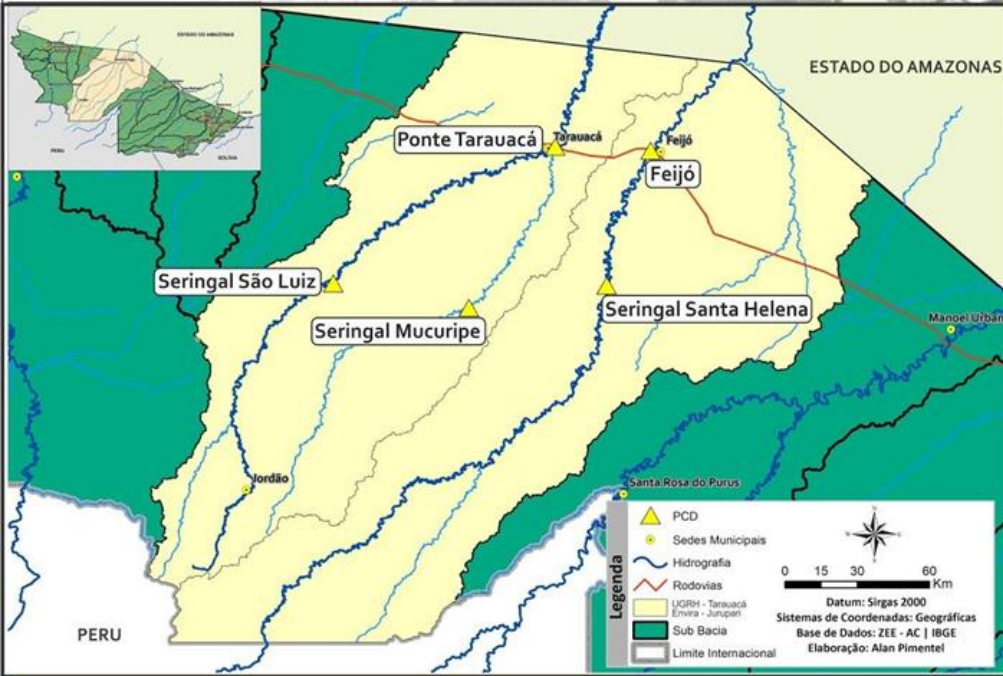 ESTADO DO AMAZONAS
PERU
BOLÍVIA
ESTADO DO AMAZONAS
Ponte Tarauacá
Tarauacá
Feijó
Feijó
Seringal São Luiz
Seringal Mucuripe
Seringal Santa Helena
Manoel Urban
Jordão
Santa Rosa do Purus
PERU
Legenda
PCD
Sedes Municipais
Hidrografia
Rodovias
UGRH - Tarauacá
Envira - Jurupari
Sub Bacia
Limite Internacional
0 15 30 60
Km
Datum: Sirgas 2000
Sistemas de Coordenadas: Geográficas
Base de Dados: ZEE - AC | IBGE
Elaboração: Alan Pimentel